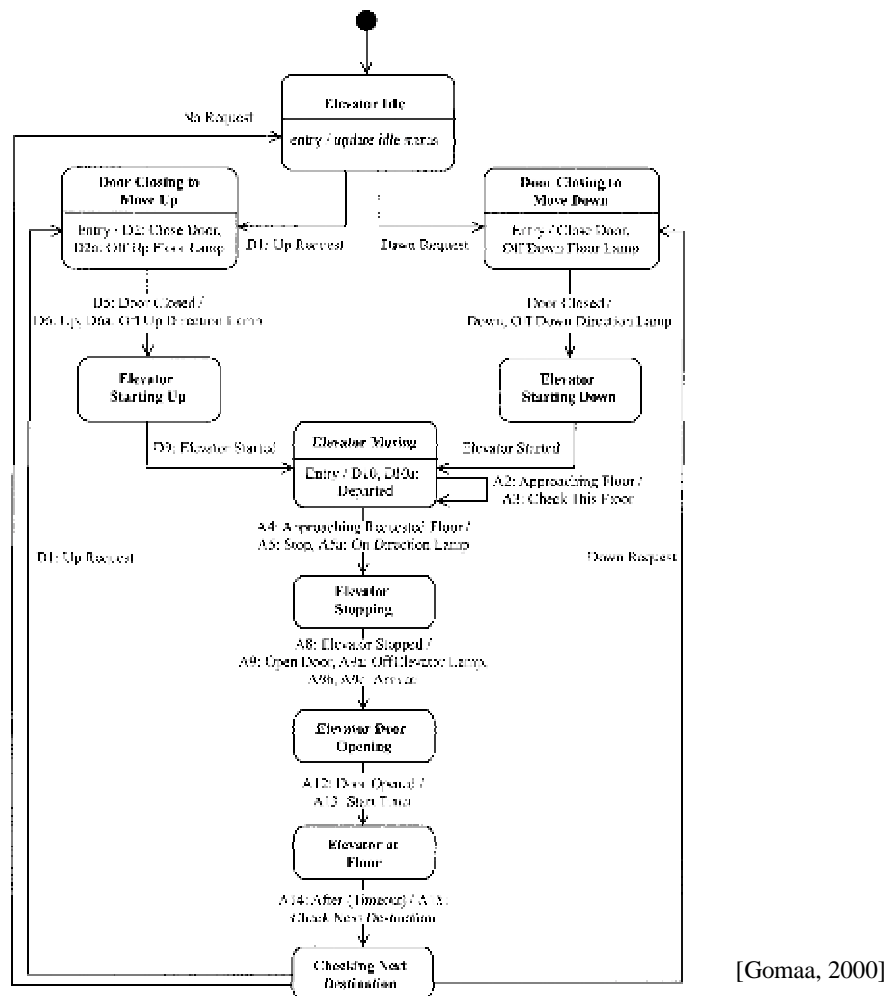 Elevator Idle
No Request
entry / update idle status
Door Closing to
Move Up
Door Closing to
Move Down
Entry / D2: Close Door,
D2a: Off Up Floor Lamp
D1: Up Request
Down Request
Entry / Close Door,
Off Down Floor Lamp
D5: Door Closed /
D6: Up, D6a: Off Up Direction Lamp
Door Closed /
Down, Off Down Direction Lamp
Elevator
Starting Up
Elevator
Starting Down
D9: Elevator Started
Elevator Moving
Elevator Started
Entry /
Departed
A2: Approaching Floor /
A3: Check This Floor
A4: Approaching Requested Floor /
A5: Stop, A5a: On Direction Lamp
D1: Up Request
Down Request
Elevator
Stopping
A8: Elevator Stopped /
A9: Open Door, A9a: Off Elevator Lamp,
A9b, A9c: Arrived
Elevator Door
Opening
A12: Door Opened /
A13: Start Timer
Elevator at
Floor
A14: After (Timeout) /
Check Next Destination
Checking Next
Destination
[Gomaa, 2000]